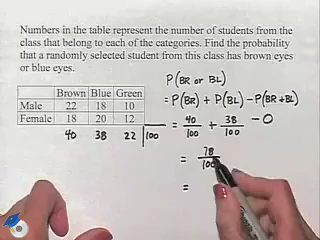 Numbers in the table represent the number of students from the
class that belong to each of the categories. Find the probability
that a randomly selected student from this class has brown eyes
or blue eyes.
P(BR or BL)
= P(BR) + P(BL) - P(BR+BL)
= 40/100 + 38/100 - 0
= 78/100
=
Brown Blue Green
Male 22 18 10
Female 18 20 12
40 38 22 100